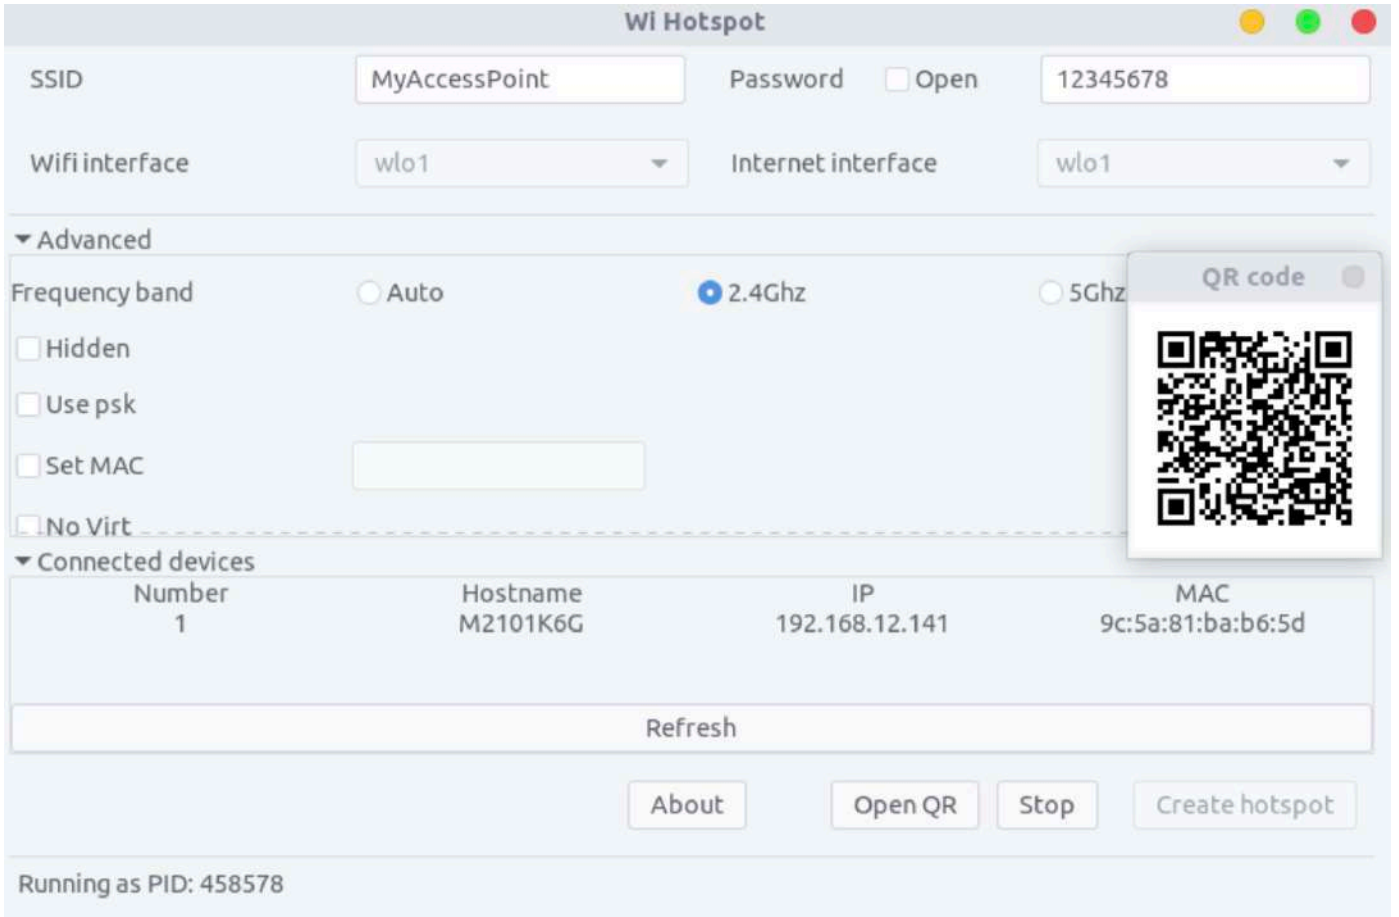 Wi Hotspot
SSID MyAccessPoint Password Open 12345678
Wifi interface wlo1 Internet interface wlo1
Advanced
Frequency band Auto 2.4Ghz 5Ghz
QR code
Hidden
Use psk
Set MAC
No Virt
Connected devices
Number Hostname IP MAC
1 M2101K6G 192.168.12.141 9c:5a:81:ba:b6:5d
Refresh
About Open QR Stop Create hotspot
Running as PID: 458578